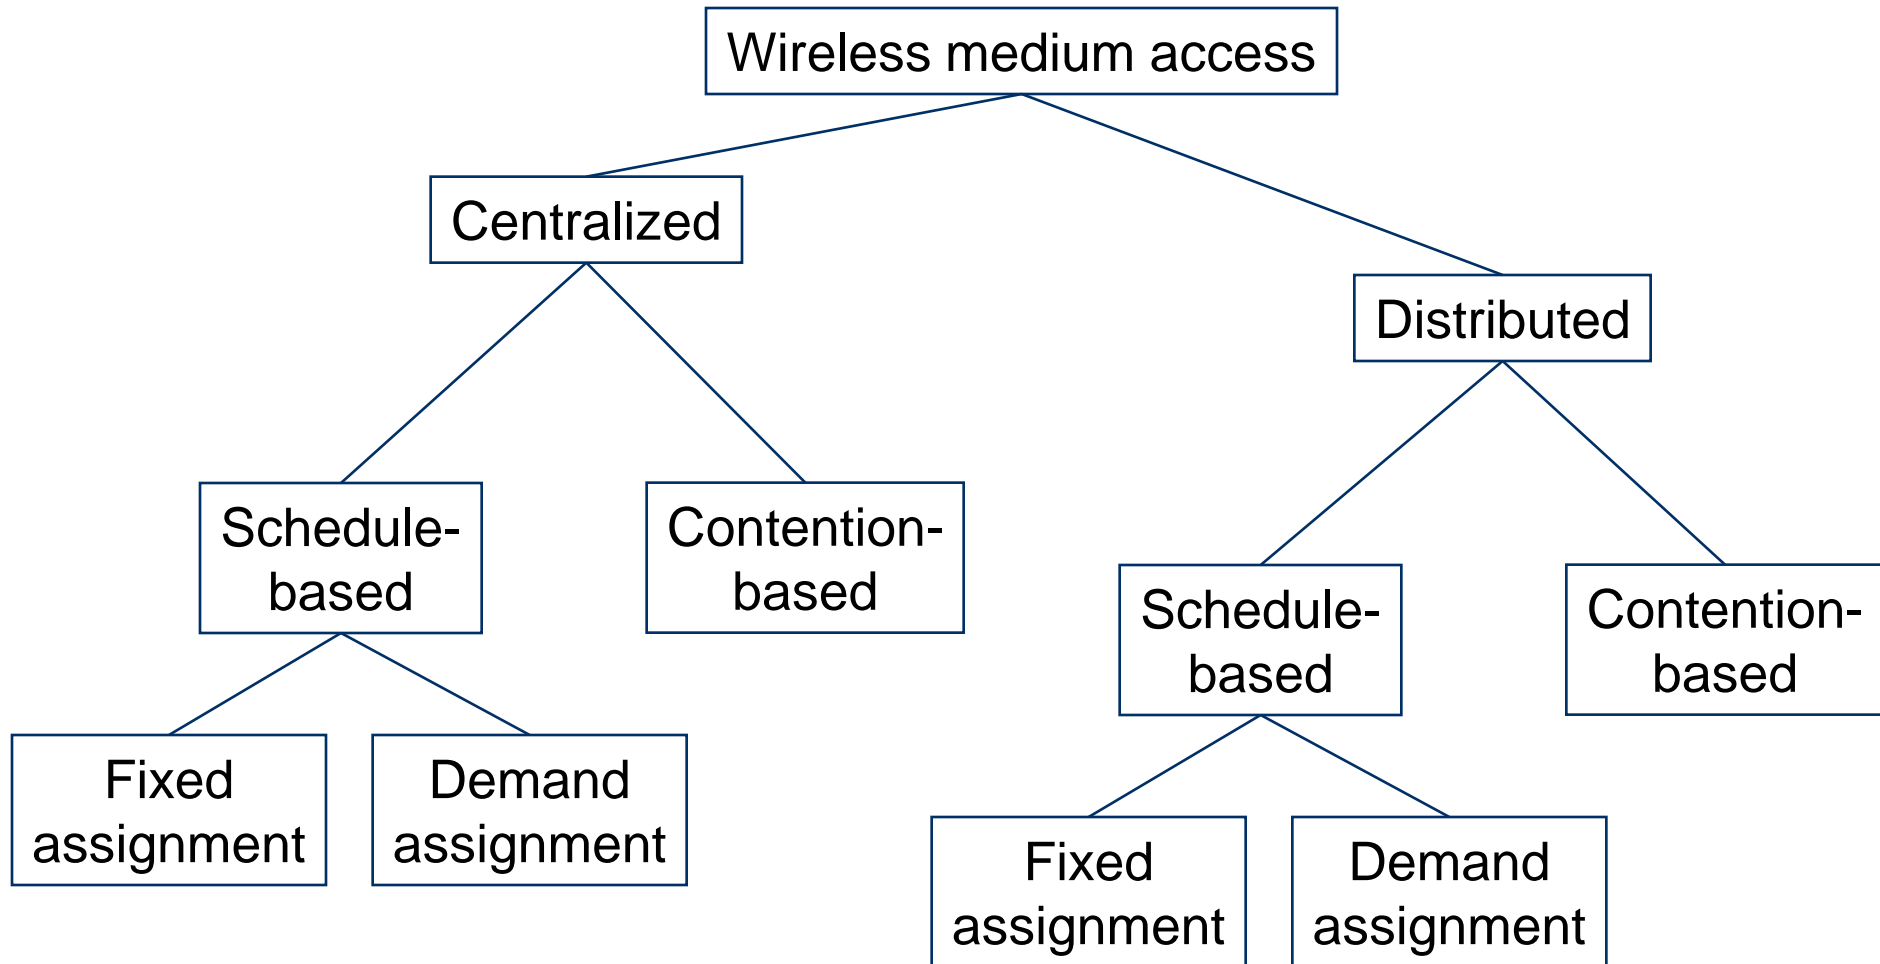 Wireless medium access
Centralized
Distributed
Schedule-
based
Contention-
based
Schedule-
based
Contention-
based
Fixed
assignment
Demand
assignment
Fixed
assignment
Demand
assignment